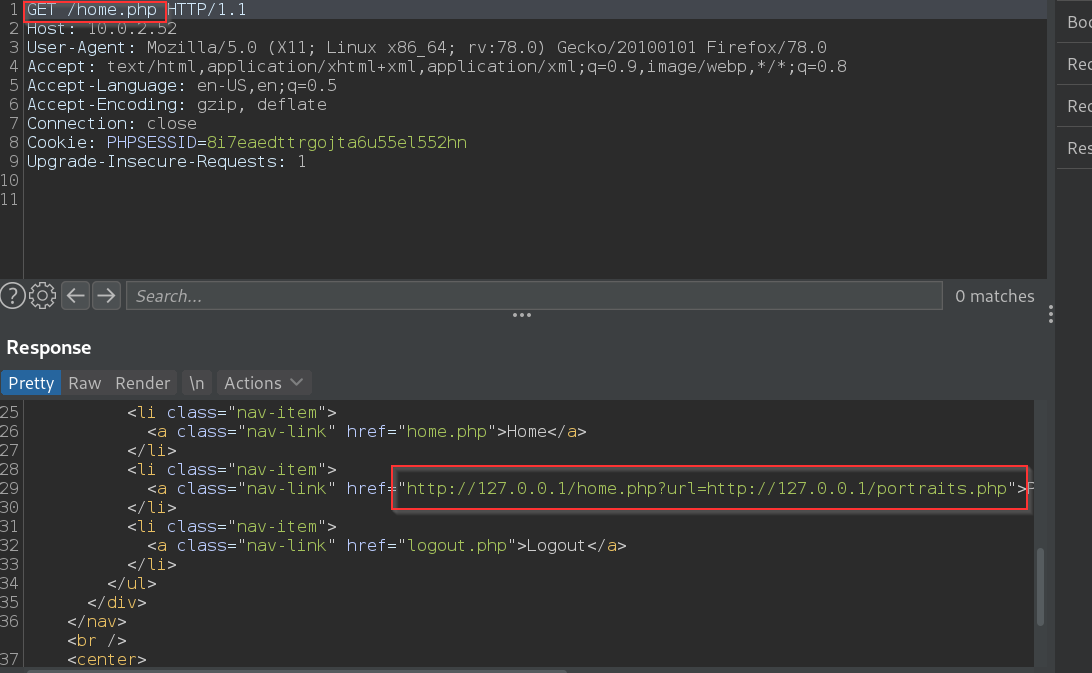 1 GET /home.php HTTP/1.1
2 Host: 10.0.2.52
3 User-Agent: Mozilla/5.0 (X11; Linux x86_64; rv:78.0) Gecko/20100101 Firefox/78.0
4 Accept: text/html,application/xhtml+xml,application/xml;q=0.9,image/webp,*/*;q=0.8
5 Accept-Language: en-US,en;q=0.5
6 Accept-Encoding: gzip, deflate
7 Connection: close
8 Cookie: PHPSESSID=8i7eaedttrgojta6u55el552hn
9 Upgrade-Insecure-Requests: 1
10
11
Boo
Rec
Rec
Res
? Search... 0 matches
Response
Pretty Raw Render \n Actions
25 <li class="nav-item">
26 <a class="nav-link" href="home.php">Home</a>
27 </li>
28 <li class="nav-item">
29 <a class="nav-link" href="http://127.0.0.1/home.php?url=http://127.0.0.1/portraits.php">
30 </li>
31 <li class="nav-item">
32 <a class="nav-link" href="logout.php">Logout</a>
33 </li>
34 </ul>
35 </div>
36 </nav>
<br />
37 <center>